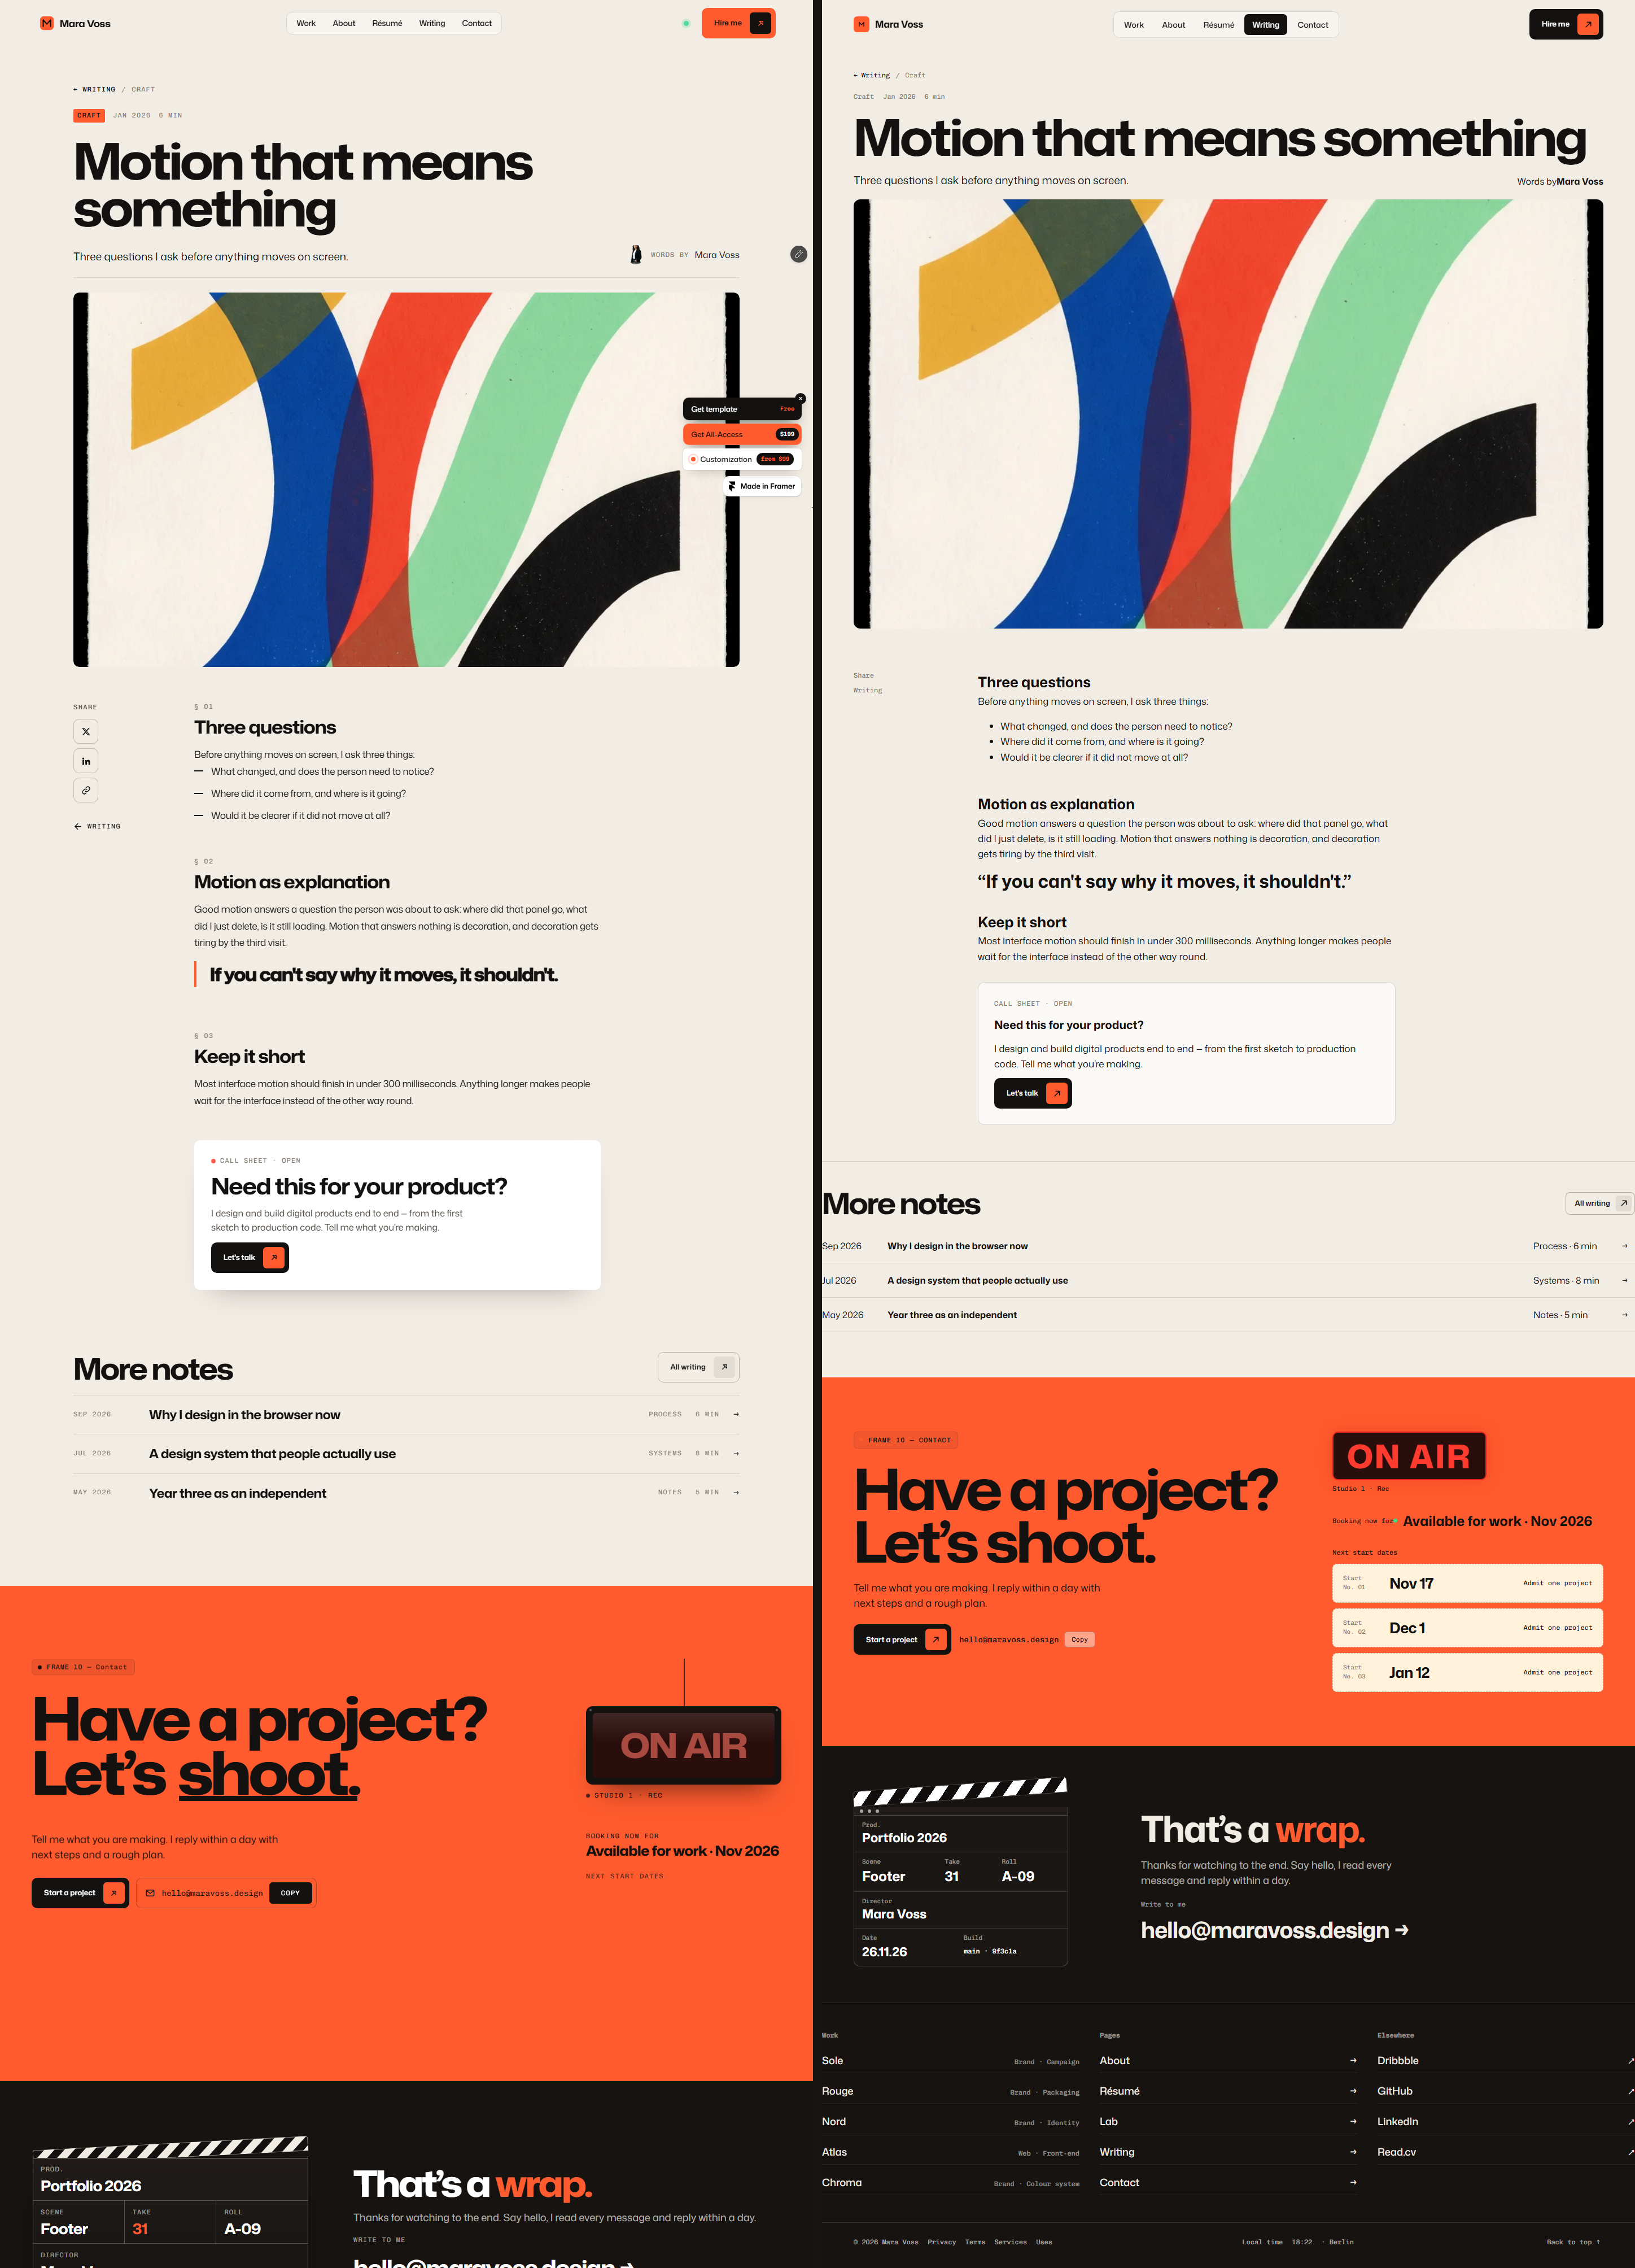 Mara Voss
Work About Résumé Writing Contact
Hire me
← WRITING / CRAFT
CRAFT JAN 2026 6 MIN
Motion that means
something
Three questions I ask before anything moves on screen.
WORDS BY Mara Voss
Get template Free
Get All-Access $199
Customization from $99
Made in Framer
SHARE
← WRITING
§ 01
Three questions
Before anything moves on screen, I ask three things:
— What changed, and does the person need to notice?
— Where did it come from, and where is it going?
— Would it be clearer if it did not move at all?
§ 02
Motion as explanation
Good motion answers a question the person was about to ask: where did that panel go, what
did I just delete, is it still loading. Motion that answers nothing is decoration, and decoration gets
tiring by the third visit.
If you can't say why it moves, it shouldn't.
§ 03
Keep it short
Most interface motion should finish in under 300 milliseconds. Anything longer makes people
wait for the interface instead of the other way round.
CALL SHEET · OPEN
Need this for your product?
I design and build digital products end to end — from the first
sketch to production code. Tell me what you're making.
Let's talk
More notes
All writing
SEP 2026 Why I design in the browser now PROCESS 6 MIN →
JUL 2026 A design system that people actually use SYSTEMS 8 MIN →
MAY 2026 Year three as an independent NOTES 5 MIN →
FRAME 10 — Contact
Have a project?
Let's shoot.
Tell me what you are making. I reply within a day with
next steps and a rough plan.
Start a project
hello@maravoss.design COPY
ON AIR
STUDIO 1 · REC
BOOKING NOW FOR
Available for work · Nov 2026
NEXT START DATES
PROD.
Portfolio 2026
SCENE TAKE ROLL
Footer 31 A-09
DIRECTOR
That's a wrap.
Thanks for watching to the end. Say hello, I read every message and reply within a day.
WRITE TO ME
hello@maravoss.design →
Mara Voss
Work About Résumé Writing Contact
Hire me
← Writing / Craft
Craft Jan 2026 6 min
Motion that means something
Three questions I ask before anything moves on screen.
Words byMara Voss
Share
Writing
Three questions
Before anything moves on screen, I ask three things:
• What changed, and does the person need to notice?
• Where did it come from, and where is it going?
• Would it be clearer if it did not move at all?
Motion as explanation
Good motion answers a question the person was about to ask: where did that panel go, what
did I just delete, is it still loading. Motion that answers nothing is decoration, and decoration
gets tiring by the third visit.
“If you can't say why it moves, it shouldn't.”
Keep it short
Most interface motion should finish in under 300 milliseconds. Anything longer makes people
wait for the interface instead of the other way round.
CALL SHEET · OPEN
Need this for your product?
I design and build digital products end to end — from the first sketch to production
code. Tell me what you're making.
Let's talk
More notes
All writing
Sep 2026 Why I design in the browser now Process · 6 min →
Jul 2026 A design system that people actually use Systems · 8 min →
May 2026 Year three as an independent Notes · 5 min →
FRAME 10 — CONTACT
Have a project?
Let's shoot.
Tell me what you are making. I reply within a day with
next steps and a rough plan.
Start a project
hello@maravoss.design Copy
ON AIR
Studio 1 · Rec
Booking now for Available for work · Nov 2026
Next start dates
Start
No. 01
Nov 17
Admit one project
Start
No. 02
Dec 1
Admit one project
Start
No. 03
Jan 12
Admit one project
Prod.
Portfolio 2026
Scene Take Roll
Footer 31 A-09
Director
Mara Voss
Date Build
26.11.26 main · 9f3c1a
That's a wrap.
Thanks for watching to the end. Say hello, I read every
message and reply within a day.
Write to me
hello@maravoss.design →
Work
Sole Brand · Campaign
Rouge Brand · Packaging
Nord Brand · Identity
Atlas Web · Front-end
Chroma Brand · Colour system
Pages
About →
Résumé →
Lab →
Writing →
Contact →
Elsewhere
Dribbble ↗
GitHub ↗
LinkedIn ↗
Read.cv ↗
© 2026 Mara Voss Privacy Terms Services Uses
Local time 18:22 · Berlin
Back to top ↑